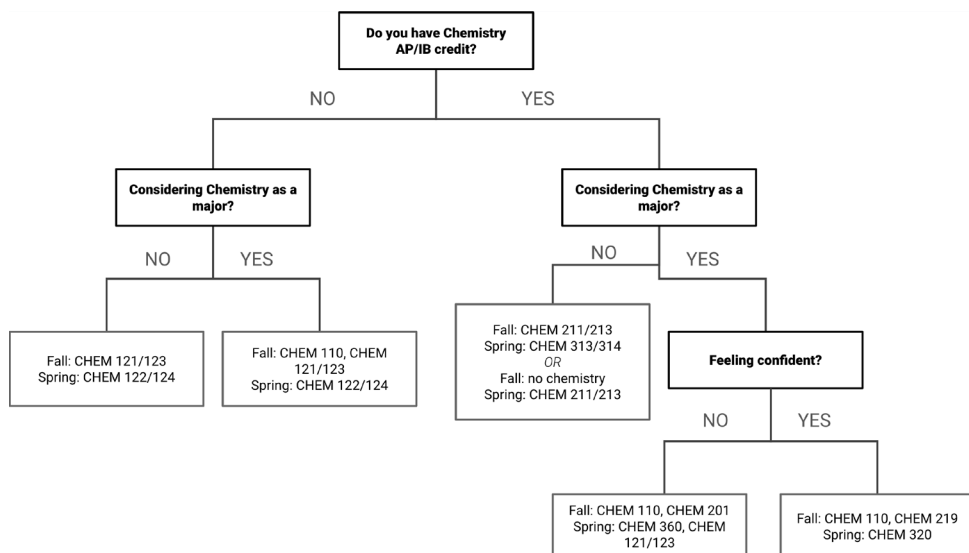 Do you have Chemistry
AP/IB credit?
NO
YES
Considering Chemistry as a
major?
Considering Chemistry as a
major?
NO
YES
NO
YES
Fall: CHEM 121/123
Spring: CHEM 122/124
Fall: CHEM 110, CHEM
121/123
Spring: CHEM 122/124
Fall: CHEM 211/213
Spring: CHEM 313/314
OR
Fall: no chemistry
Spring: CHEM 211/213
Feeling confident?
NO
YES
Fall: CHEM 110, CHEM 201
Spring: CHEM 360, CHEM
121/123
Fall: CHEM 110, CHEM 219
Spring: CHEM 320